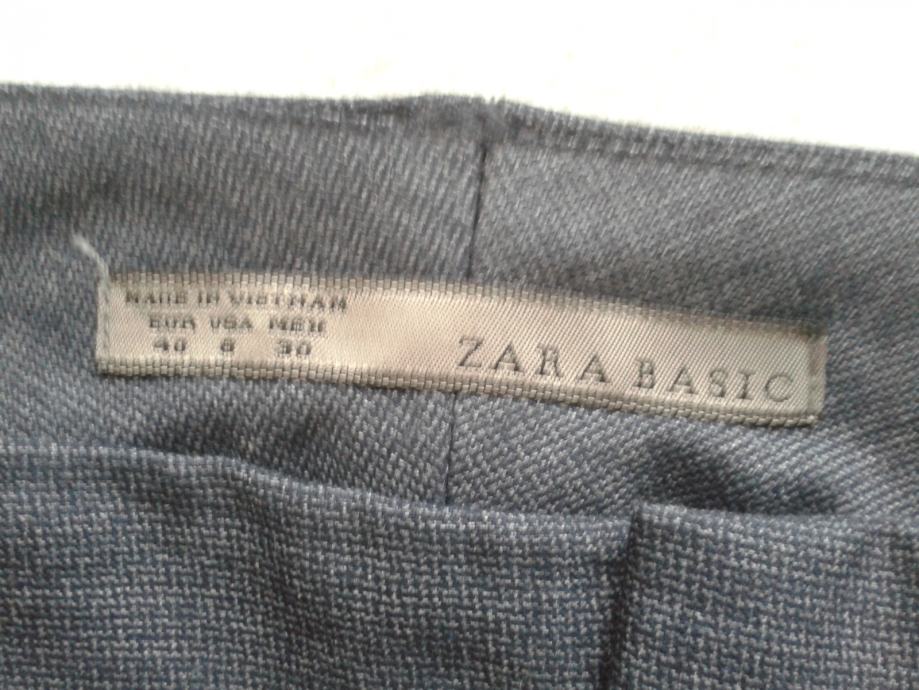 MADE IN VIETNAM
EUR USA MEX
40 8 30
ZARA BASIC